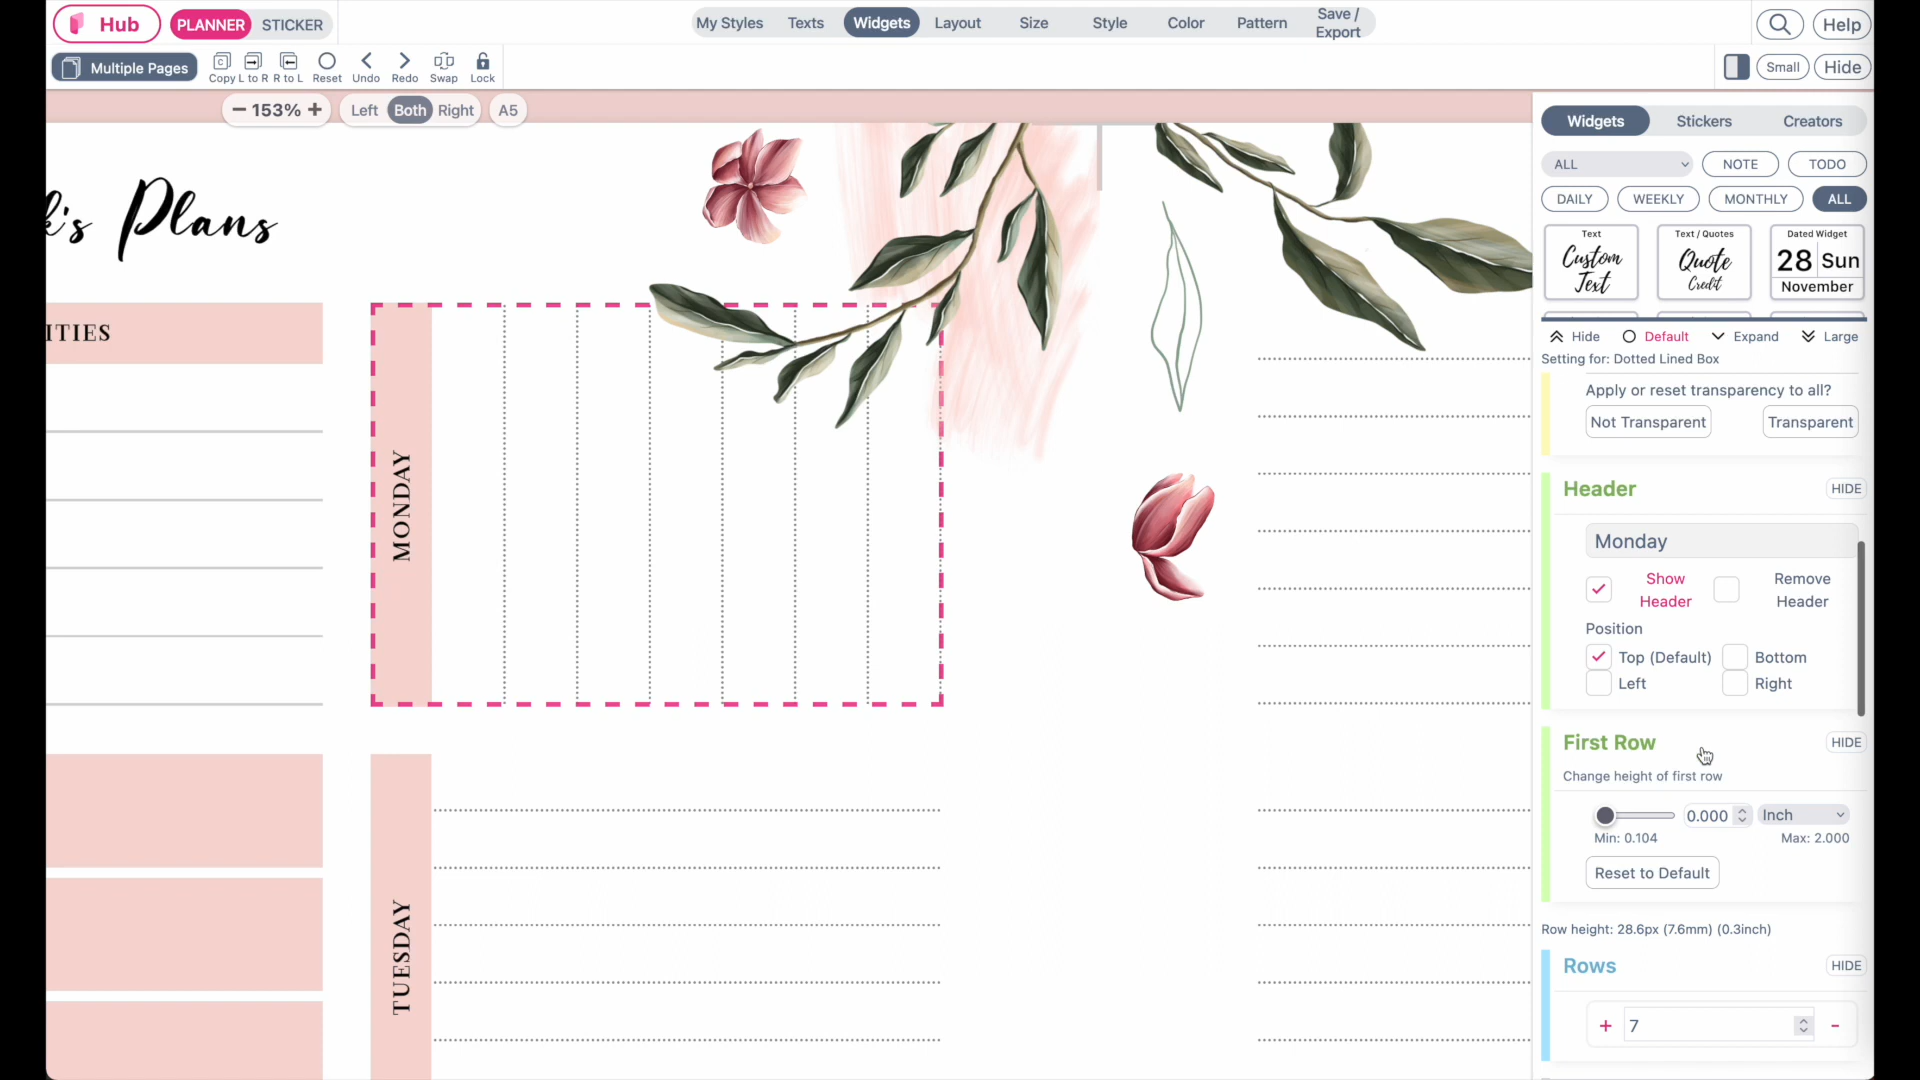 Hub
PLANNER
STICKER
My Styles
Texts
Widgets
Layout
Size
Style
Color
Pattern
Save /
Export
Help
Multiple Pages
Copy
L to R
R to L
Reset
Undo
Redo
Swap
Lock
Small
Hide
153%
Left
Both
Right
A5
k's Plans
ITIES
MONDAY
TUESDAY
Widgets
Stickers
Creators
ALL
NOTE
TODO
DAILY
WEEKLY
MONTHLY
ALL
Text
Custom
Text
Text / Quotes
Quote
Credit
Dated Widget
28 Sun
November
Hide
Default
Expand
Large
Setting for: Dotted Lined Box
Apply or reset transparency to all?
Not Transparent
Transparent
Header
HIDE
Monday
Show
Header
Remove
Header
Position
Top (Default)
Bottom
Left
Right
First Row
HIDE
Change height of first row
0.000
Inch
Min: 0.104
Max: 2.000
Reset to Default
Row height: 28.6px (7.6mm) (0.3inch)
Rows
HIDE
+
7
-